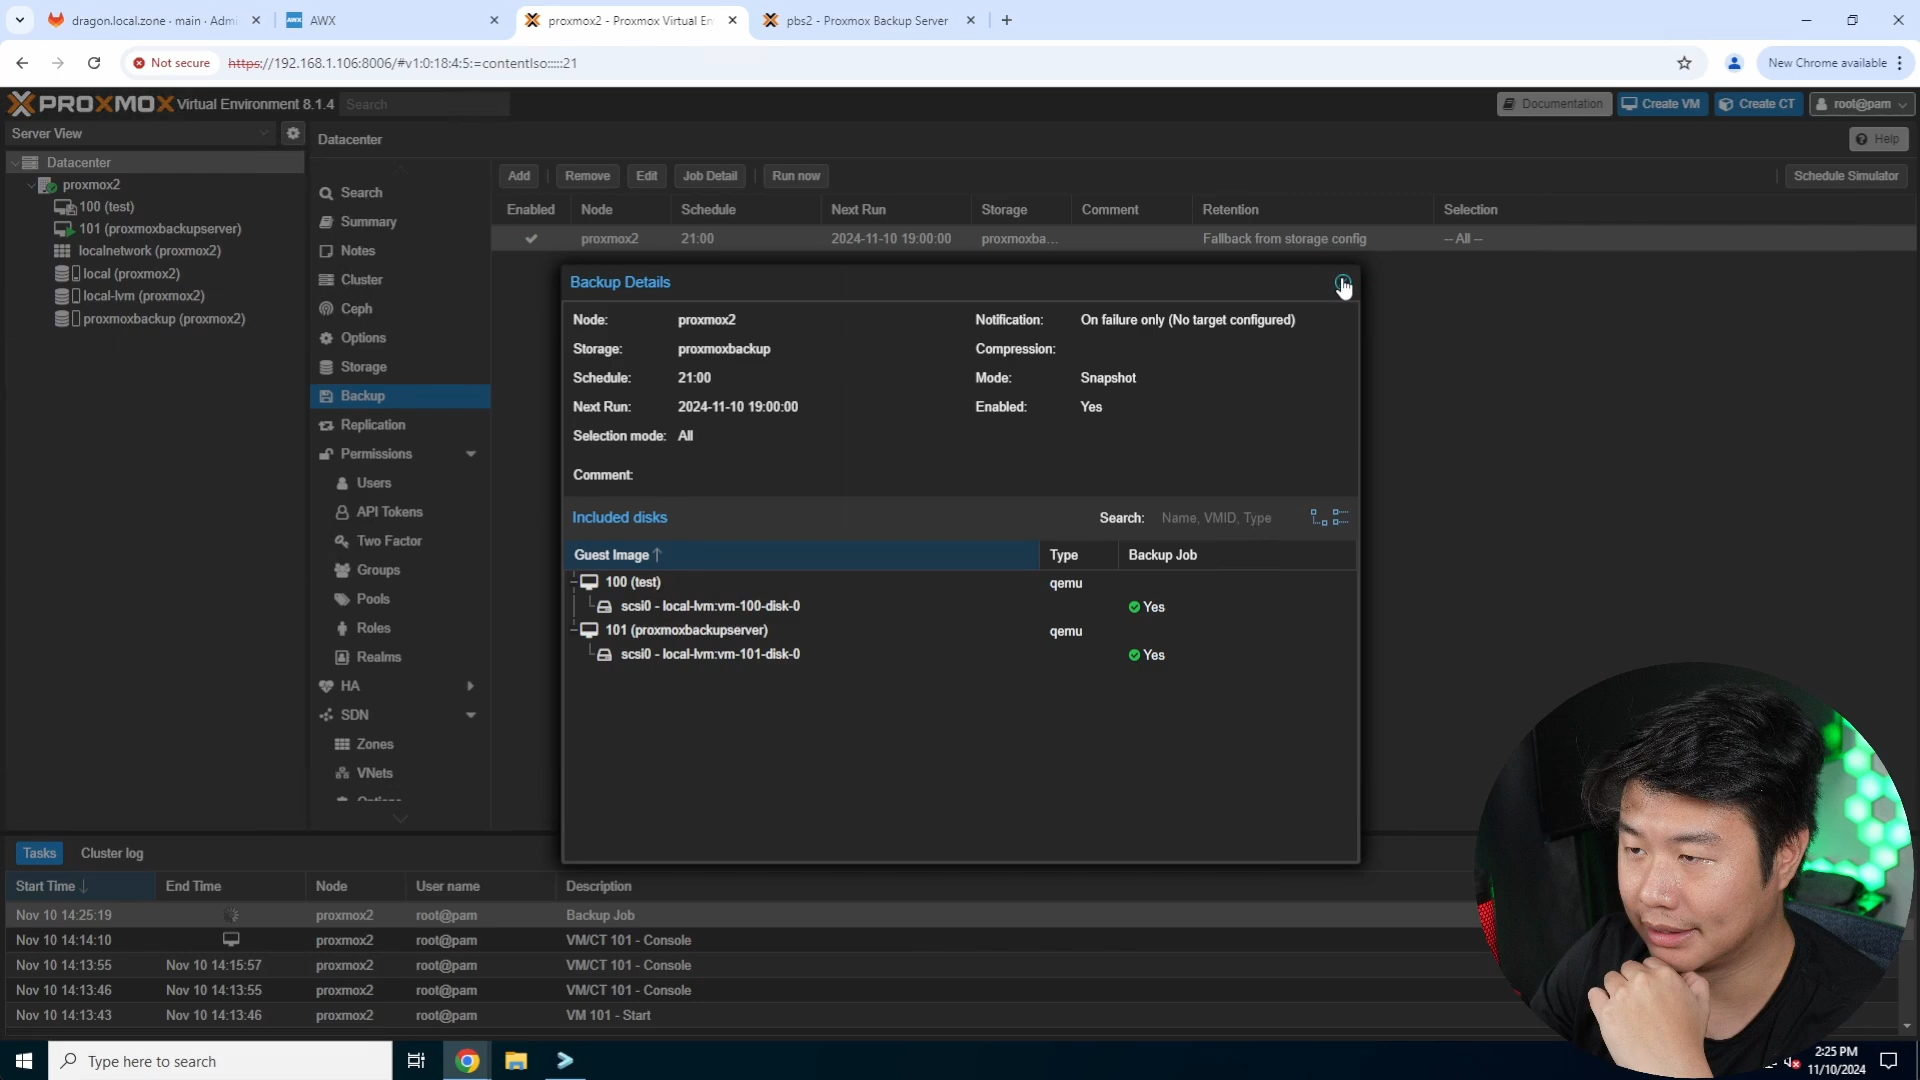 dragon.local.zone · main · Admi
AWX
AWX
proxmox2 - Proxmox Virtual En
pbs2 - Proxmox Backup Server
Not secure
https://192.168.1.106:8006/#v1:0:18:4:5:=contentIso:::::21
New Chrome available
PROXMOX Virtual Environment 8.1.4
Search
Documentation
Create VM
Create CT
root@pam
Server View
Datacenter
Help
Datacenter
proxmox2
100 (test)
101 (proxmoxbackupserver)
localnetwork (proxmox2)
local (proxmox2)
local-lvm (proxmox2)
proxmoxbackup (proxmox2)
Search
Summary
Notes
Cluster
Ceph
Options
Storage
Backup
Replication
Permissions
Users
API Tokens
Two Factor
Groups
Pools
Roles
Realms
HA
SDN
Zones
VNets
Options
Add
Remove
Edit
Job Detail
Run now
Schedule Simulator
Enabled Node Schedule Next Run Storage Comment Retention Selection
proxmox2 21:00 2024-11-10 19:00:00 proxmoxba... Fallback from storage config -- All --
Backup Details
Node: proxmox2 Notification: On failure only (No target configured)
Storage: proxmoxbackup Compression:
Schedule: 21:00 Mode: Snapshot
Next Run: 2024-11-10 19:00:00 Enabled: Yes
Selection mode: All
Comment:
Included disks Search: Name, VMID, Type
Guest Image Type Backup Job
100 (test) qemu
scsi0 - local-lvm:vm-100-disk-0 Yes
101 (proxmoxbackupserver) qemu
scsi0 - local-lvm:vm-101-disk-0 Yes
Tasks Cluster log
Start Time End Time Node User name Description
Nov 10 14:25:19 proxmox2 root@pam Backup Job
Nov 10 14:14:10 proxmox2 root@pam VM/CT 101 - Console
Nov 10 14:13:55 Nov 10 14:15:57 proxmox2 root@pam VM/CT 101 - Console
Nov 10 14:13:46 Nov 10 14:13:55 proxmox2 root@pam VM/CT 101 - Console
Nov 10 14:13:43 Nov 10 14:13:46 proxmox2 root@pam VM 101 - Start
Type here to search
2:25 PM
11/10/2024